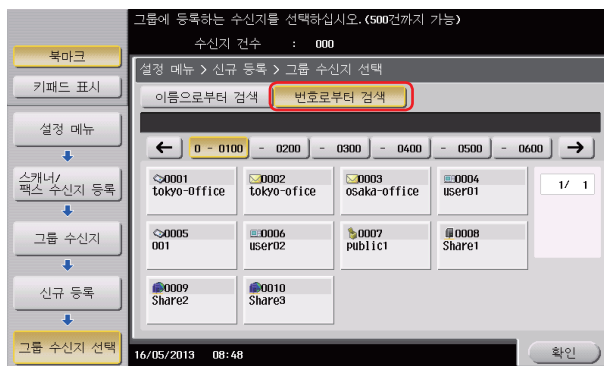 그룹에 등록하는 수신지를 선택하십시오.(500건까지 가능)
수신지 건수 : 000
북마크
키패드 표시
설정 메뉴
스캐너/
팩스 수신지 등록
그룹 수신지
신규 등록
그룹 수신지 선택
설정 메뉴 > 신규 등록 > 그룹 수신지 선택
이름으로부터 검색 번호로부터 검색
← 0 - 0100 - 0200 - 0300 - 0400 - 0500 - 0600 →
0001 0002 0003 0004
tokyo-Office tokyo-ofice osaka-office user01
1/ 1
0005 0006 0007 0008
001 user02 public1 Share1
0009 0010
Share2 Share3
16/05/2013 08:48
확인